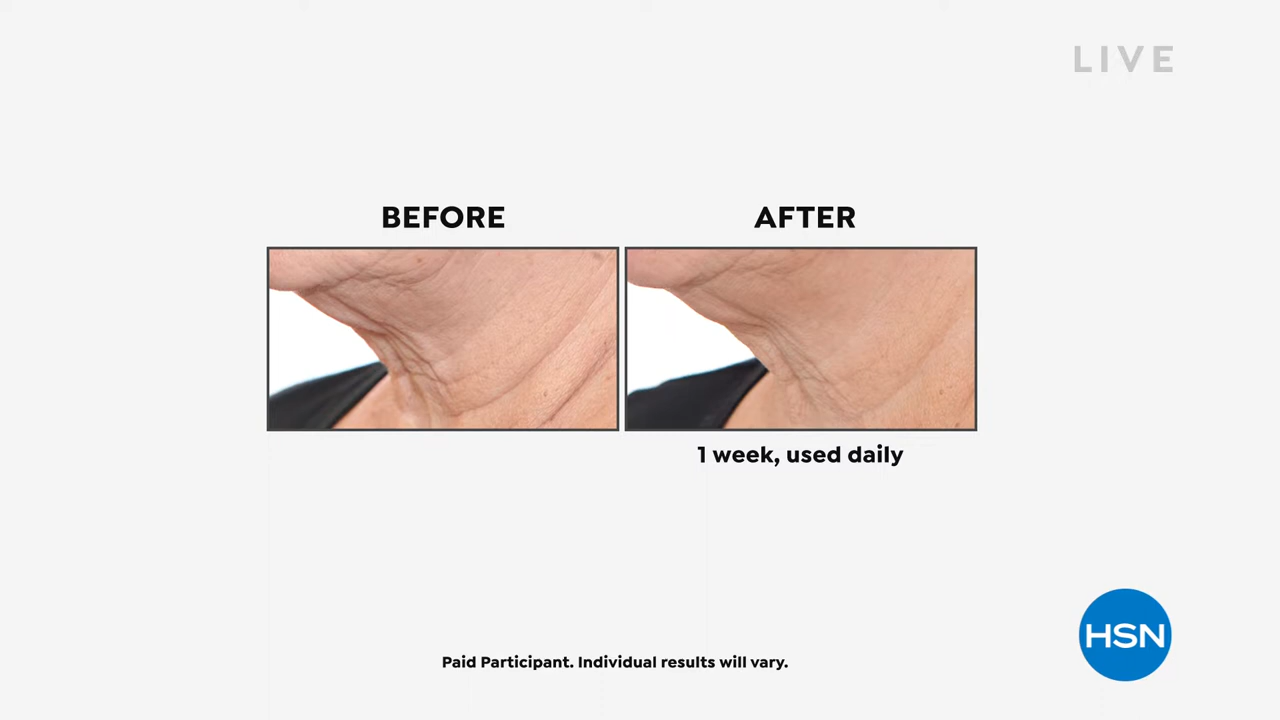 LIVE
BEFORE
AFTER
1 week, used daily
HSN
Paid Participant. Individual results will vary.